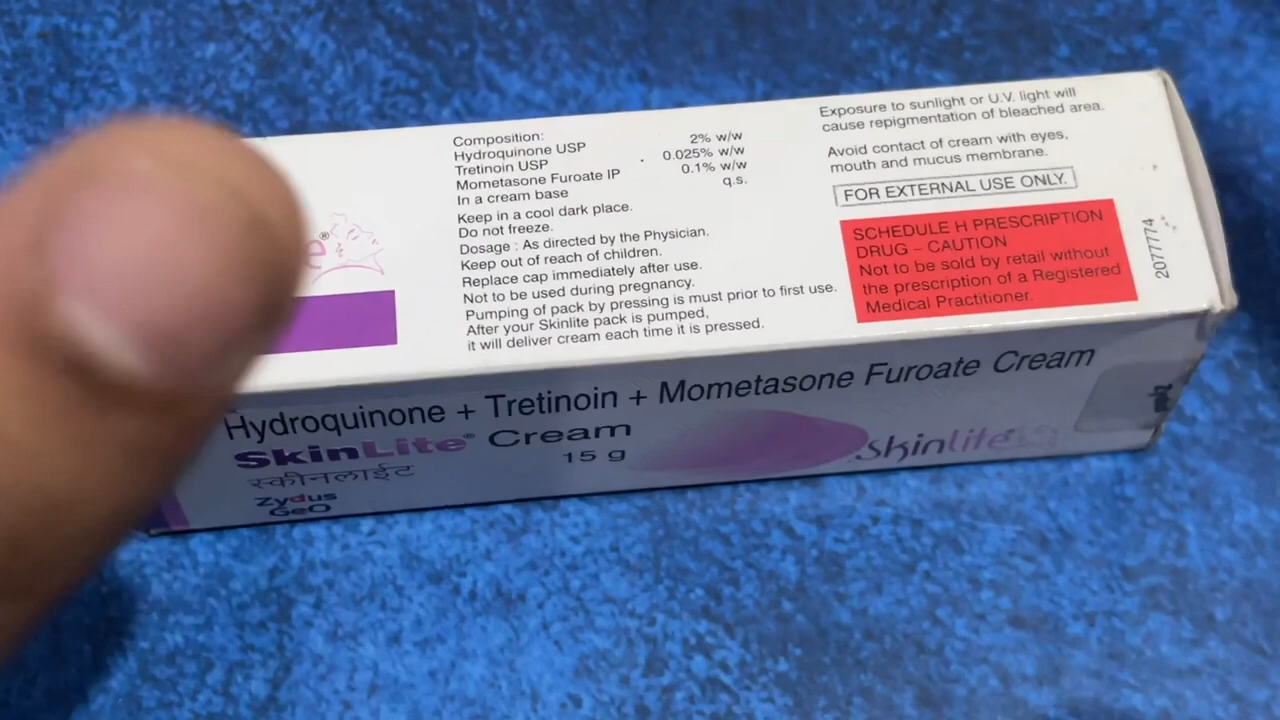 Composition:
Hydroquinone USP 2% w/w
Tretinoin USP 0.025% w/w
Mometasone Furoate IP 0.1% w/w
In a cream base q.s.
Keep in a cool dark place.
Do not freeze.
Dosage : As directed by the Physician.
Keep out of reach of children.
Replace cap immediately after use.
Not to be used during pregnancy.
Pumping of pack by pressing is must prior to first use.
After your Skinlite pack is pumped,
it will deliver cream each time it is pressed.
Exposure to sunlight or U.V. light will
cause repigmentation of bleached area.
Avoid contact of cream with eyes,
mouth and mucus membrane.
FOR EXTERNAL USE ONLY.
SCHEDULE H PRESCRIPTION
DRUG – CAUTION
Not to be sold by retail without
the prescription of a Registered
Medical Practitioner.
2077774
Hydroquinone + Tretinoin + Mometasone Furoate Cream
SkinLite® Cream
स्कीनलाईट
15 g
Zydus
GeO
skinlite